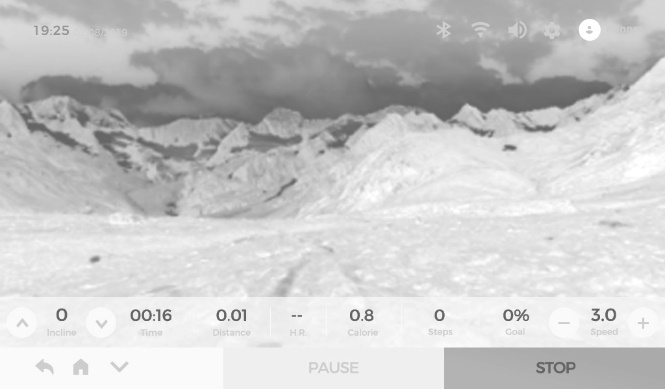 19:25
0 00:16 0.01 -- 0.8 0 0% 3.0
Incline Time Distance H.R. Calorie Steps Goal Speed
PAUSE STOP